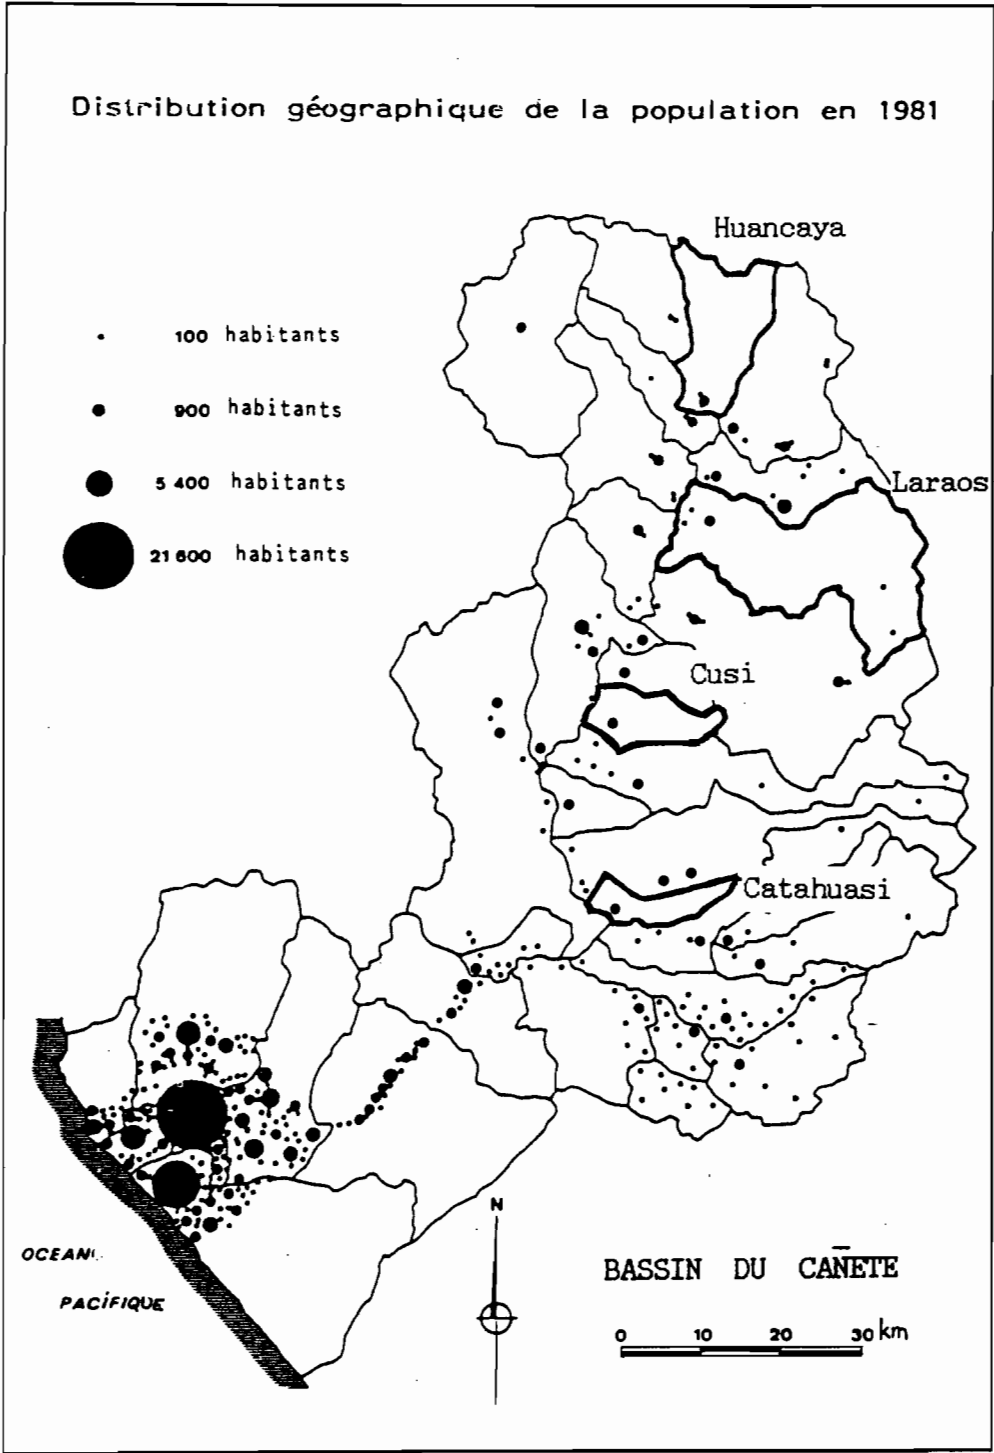 Distribution géographique de la population en 1981
Huancaya
100 habitants
900 habitants
5 400 habitants
21 600 habitants
Laraos
Cusi
Catahuasi
N
OCEAN
PACIFIQUE
BASSIN DU CAÑETE
0 10 20 30 km